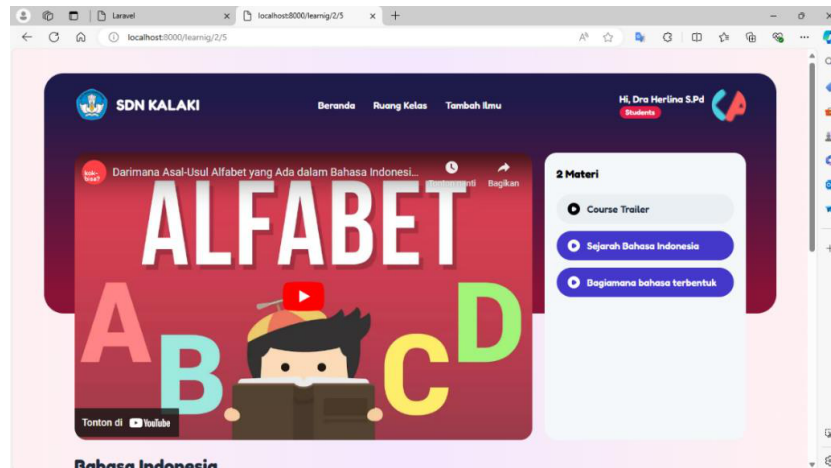 Laravel
localhost:8000/learnig/2/5
localhost:8000/learnig/2/5
SDN KALAKI
Beranda Ruang Kelas Tambah Ilmu
Hi, Dra Herlina S.Pd
Students
Darimana Asal-Usul Alfabet yang Ada dalam Bahasa Indonesi...
Bagikan
ALFABET
A B C D
Tonton di YouTube
2 Materi
Course Trailer
Sejarah Bahasa Indonesia
Bagiamana bahasa terbentuk
Bahasa Indonesia